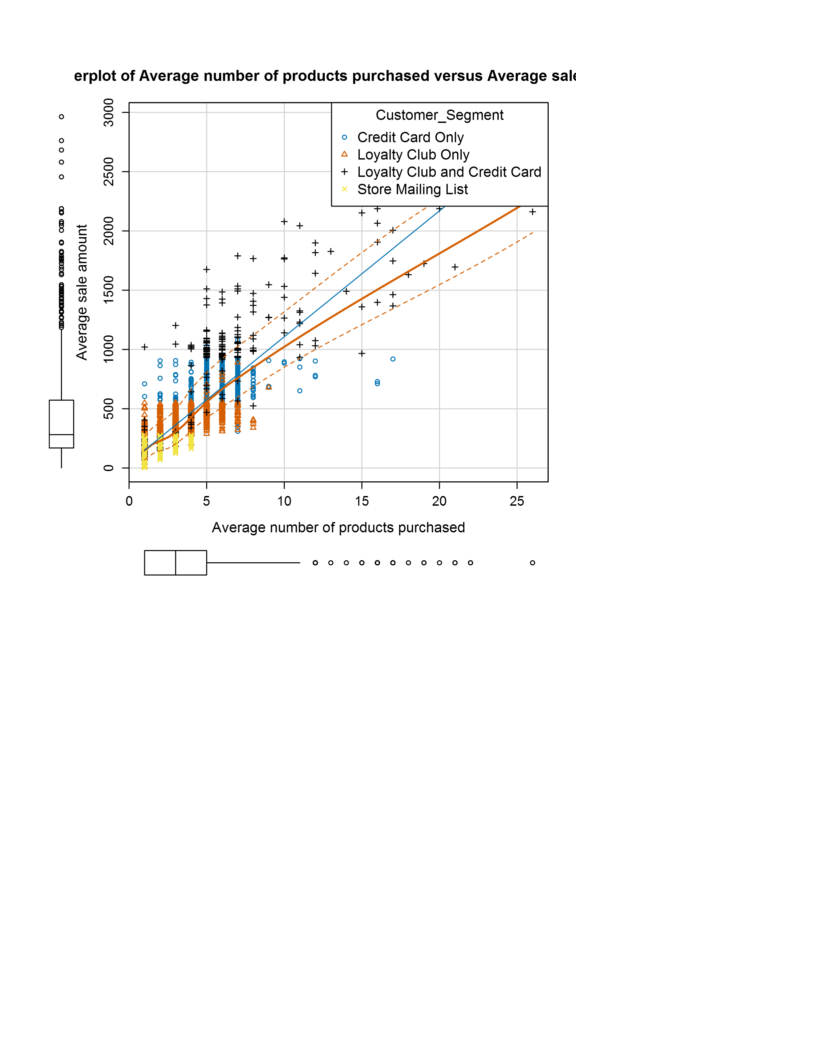 erplot of Average number of products purchased versus Average sale
Customer_Segment
Credit Card Only
Loyalty Club Only
Loyalty Club and Credit Card
Store Mailing List
3000
2500
2000
1500
1000
500
0
Average sale amount
0 5 10 15 20 25
Average number of products purchased